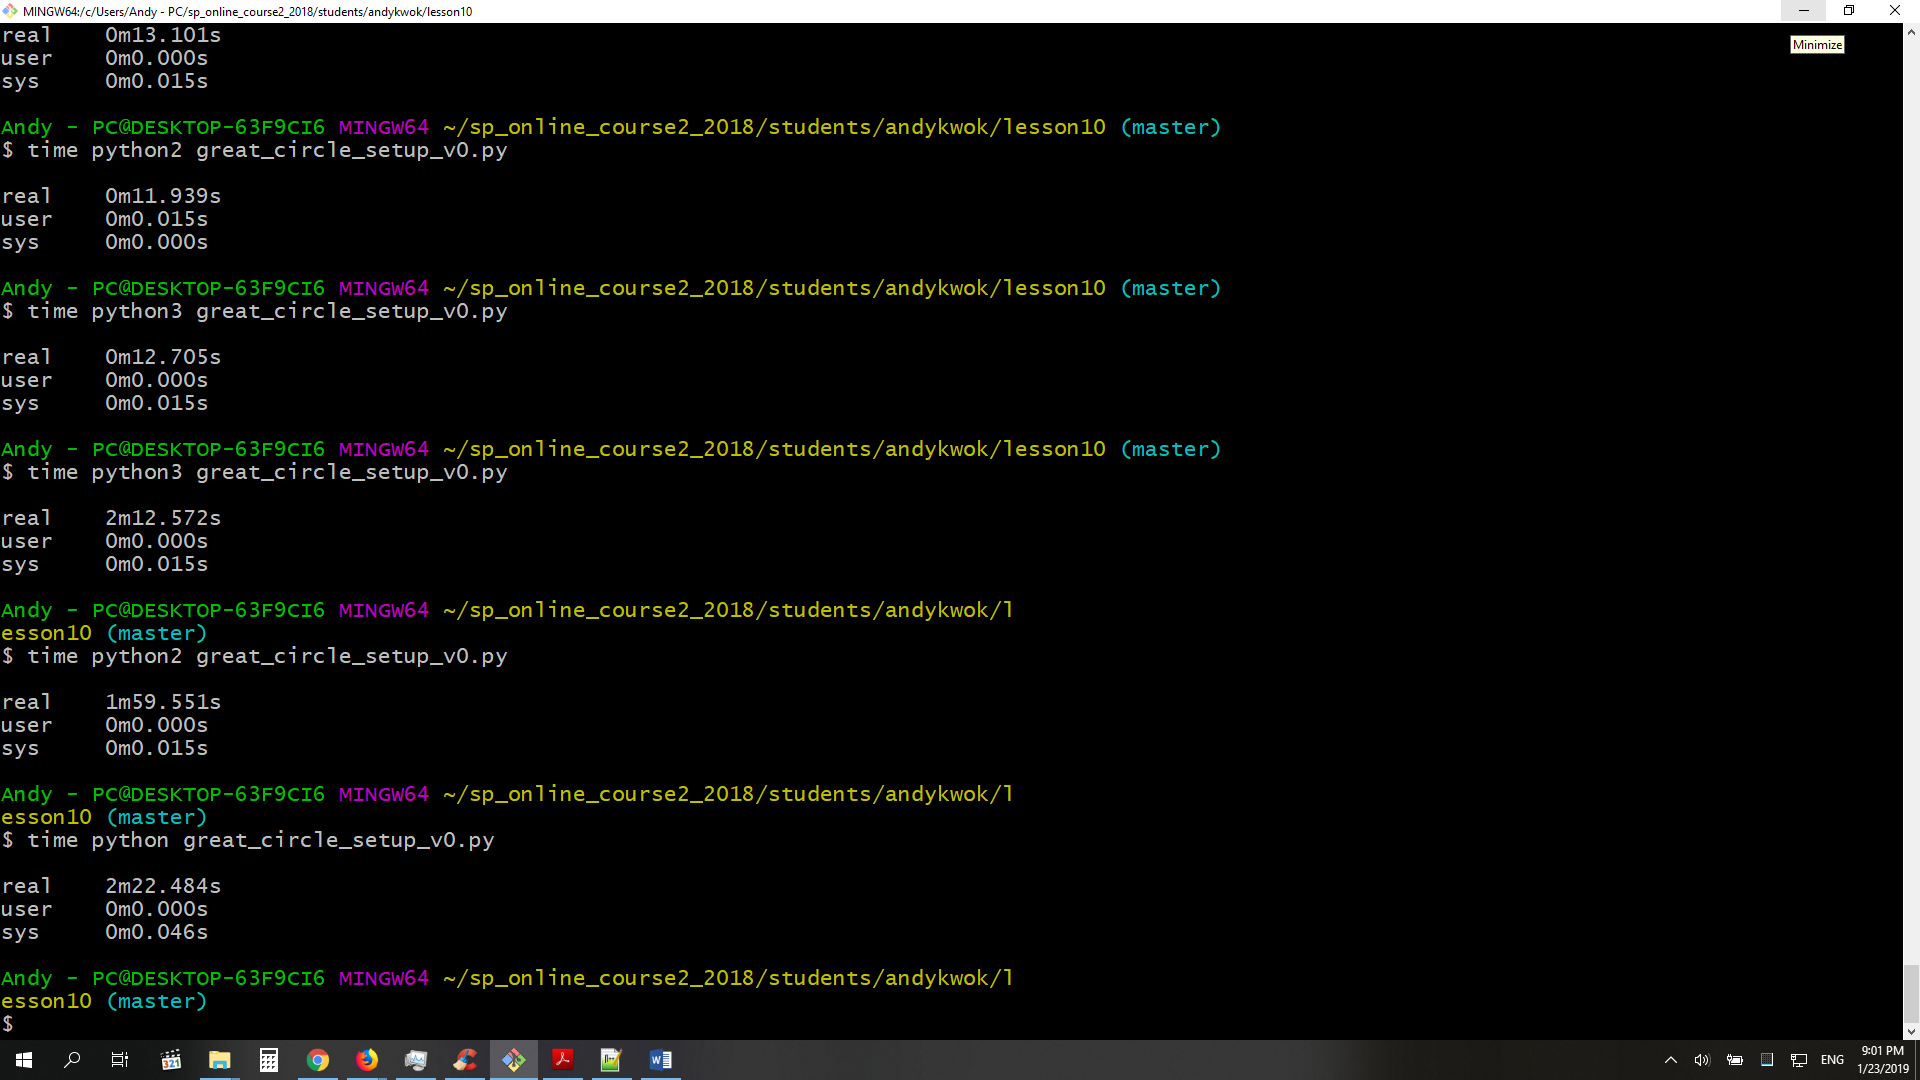 MINGW64:/c/Users/Andy - PC/sp_online_course2_2018/students/andykwok/lesson10
Minimize
real    0m13.101s
user    0m0.000s
sys     0m0.015s
Andy - PC@DESKTOP-63F9CI6 MINGW64 ~/sp_online_course2_2018/students/andykwok/lesson10 (master)
$ time python2 great_circle_setup_v0.py
real    0m11.939s
user    0m0.015s
sys     0m0.000s
Andy - PC@DESKTOP-63F9CI6 MINGW64 ~/sp_online_course2_2018/students/andykwok/lesson10 (master)
$ time python3 great_circle_setup_v0.py
real    0m12.705s
user    0m0.000s
sys     0m0.015s
Andy - PC@DESKTOP-63F9CI6 MINGW64 ~/sp_online_course2_2018/students/andykwok/lesson10 (master)
$ time python3 great_circle_setup_v0.py
real    2m12.572s
user    0m0.000s
sys     0m0.015s
Andy - PC@DESKTOP-63F9CI6 MINGW64 ~/sp_online_course2_2018/students/andykwok/l
esson10 (master)
$ time python2 great_circle_setup_v0.py
real    1m59.551s
user    0m0.000s
sys     0m0.015s
Andy - PC@DESKTOP-63F9CI6 MINGW64 ~/sp_online_course2_2018/students/andykwok/l
esson10 (master)
$ time python great_circle_setup_v0.py
real    2m22.484s
user    0m0.000s
sys     0m0.046s
Andy - PC@DESKTOP-63F9CI6 MINGW64 ~/sp_online_course2_2018/students/andykwok/l
esson10 (master)
$
321
ENG
9:01 PM
1/23/2019